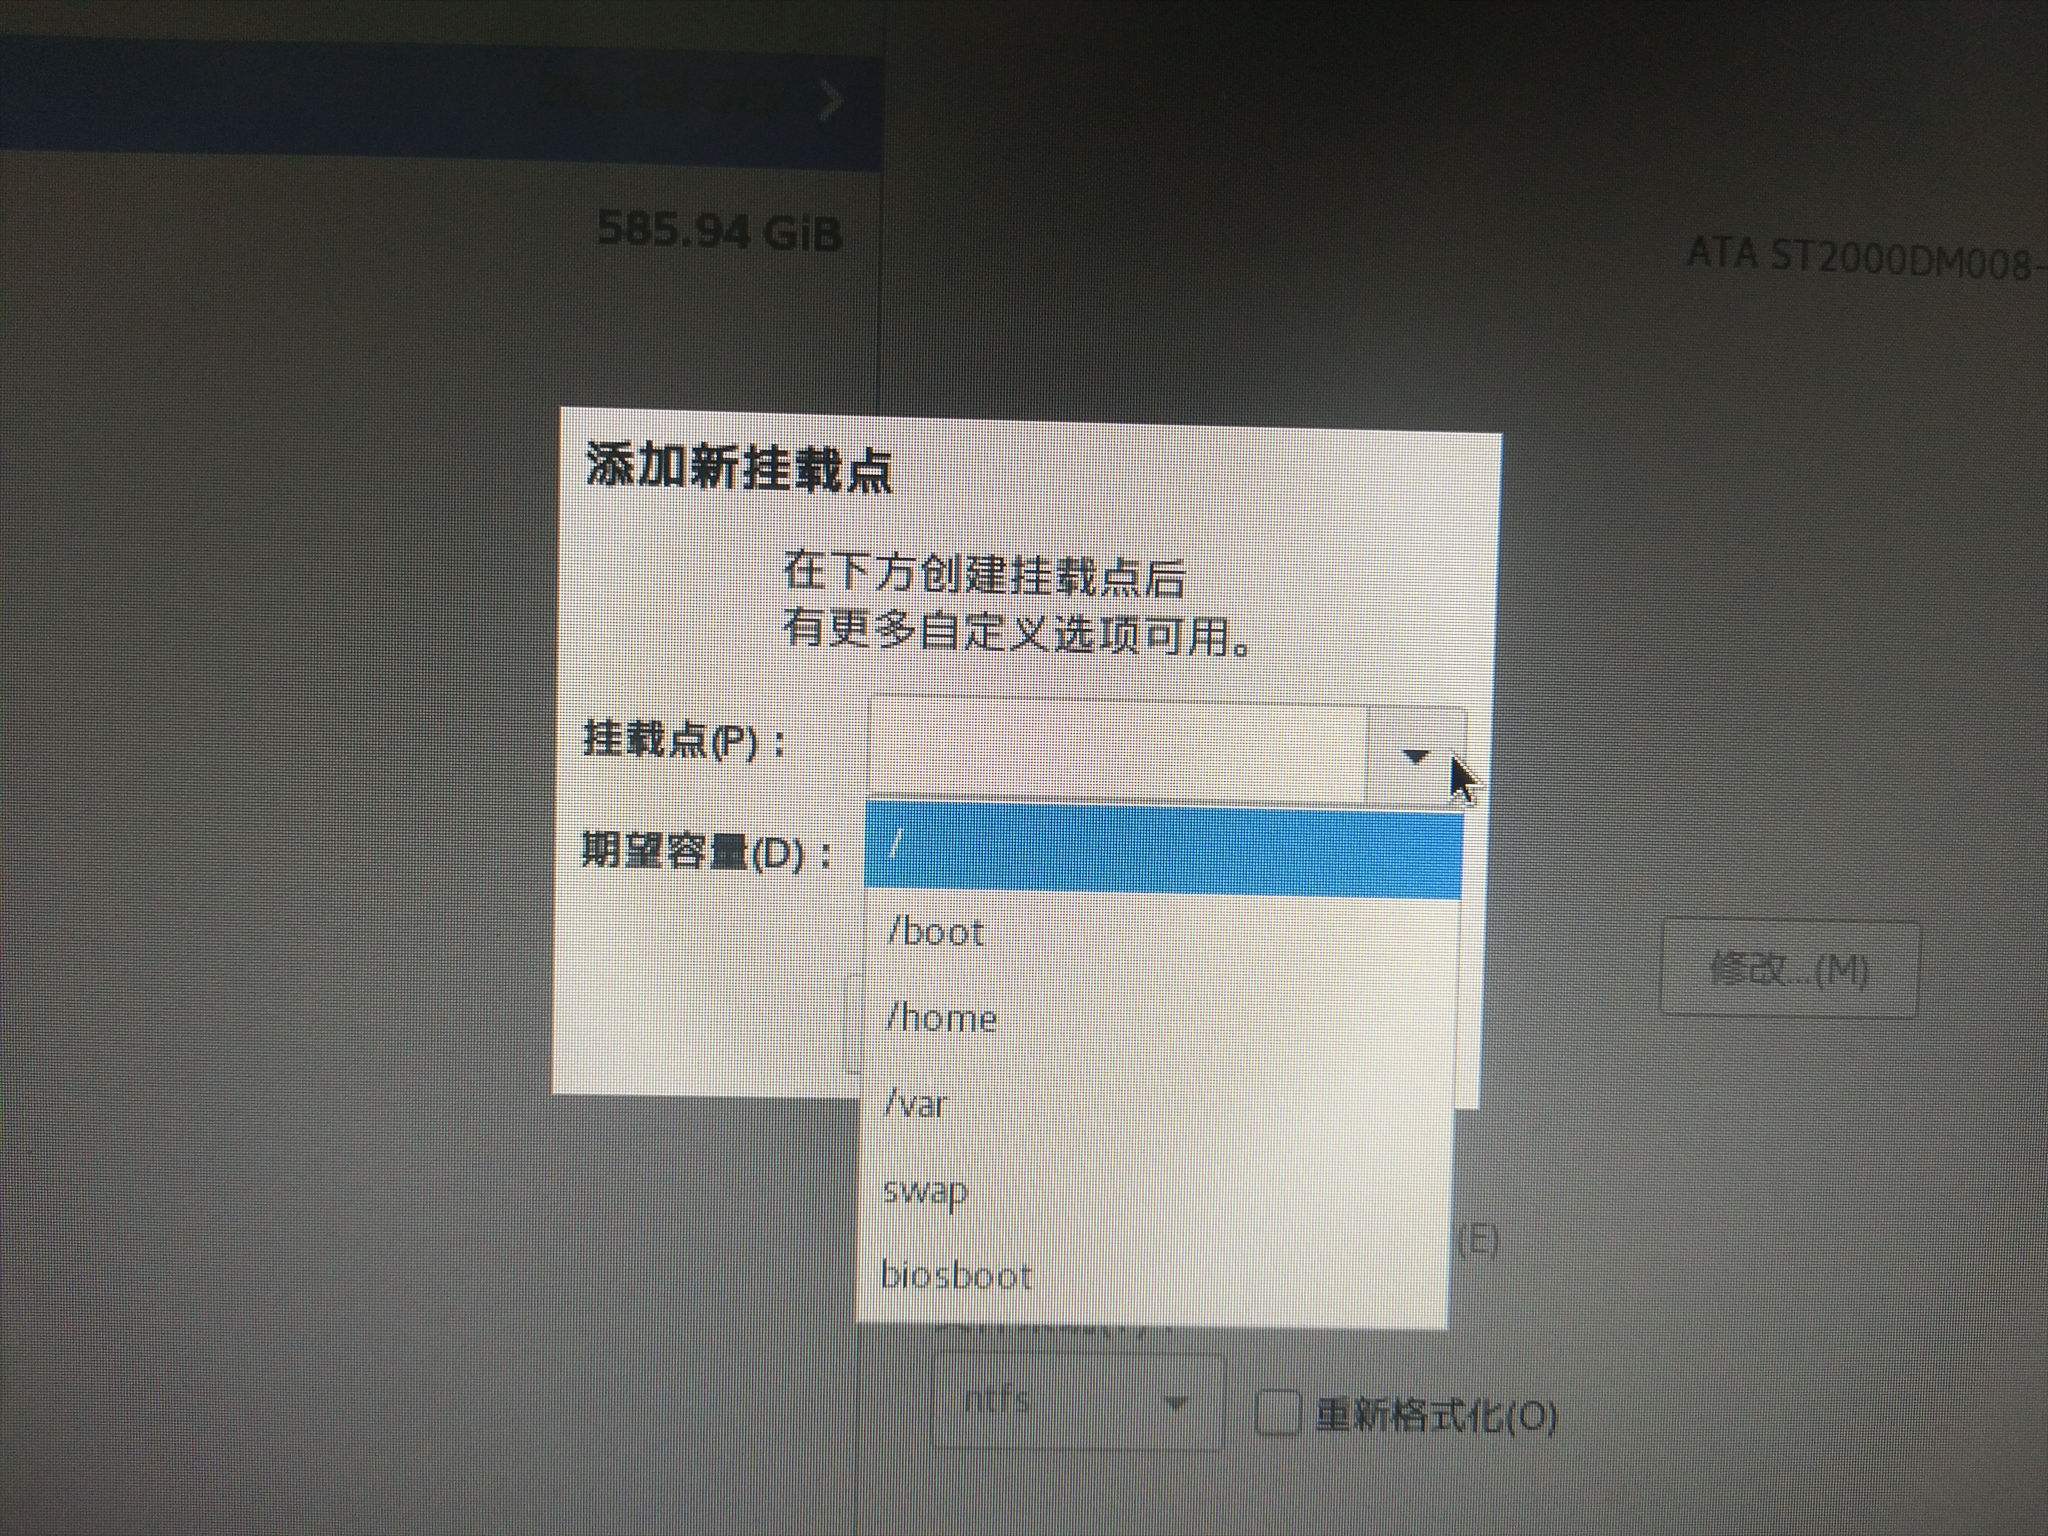 585.94 GiB
ATA ST2000DM008-
添加新挂载点
在下方创建挂载点后
有更多自定义选项可用。
挂载点(P)：
期望容量(D)：
/
/boot
/home
/var
swap
biosboot
修改...(M)
(E)
ntfs
重新格式化(O)